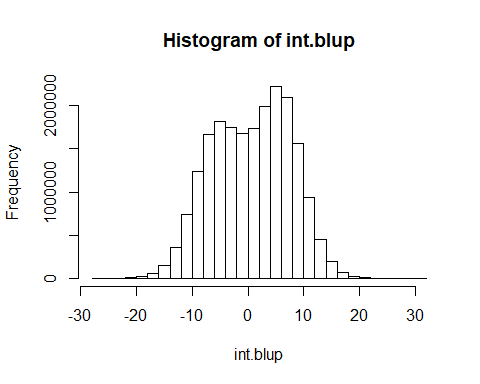 Histogram of int.blup
Frequency
2000000
1000000
0
-30 -20 -10 0 10 20 30
int.blup